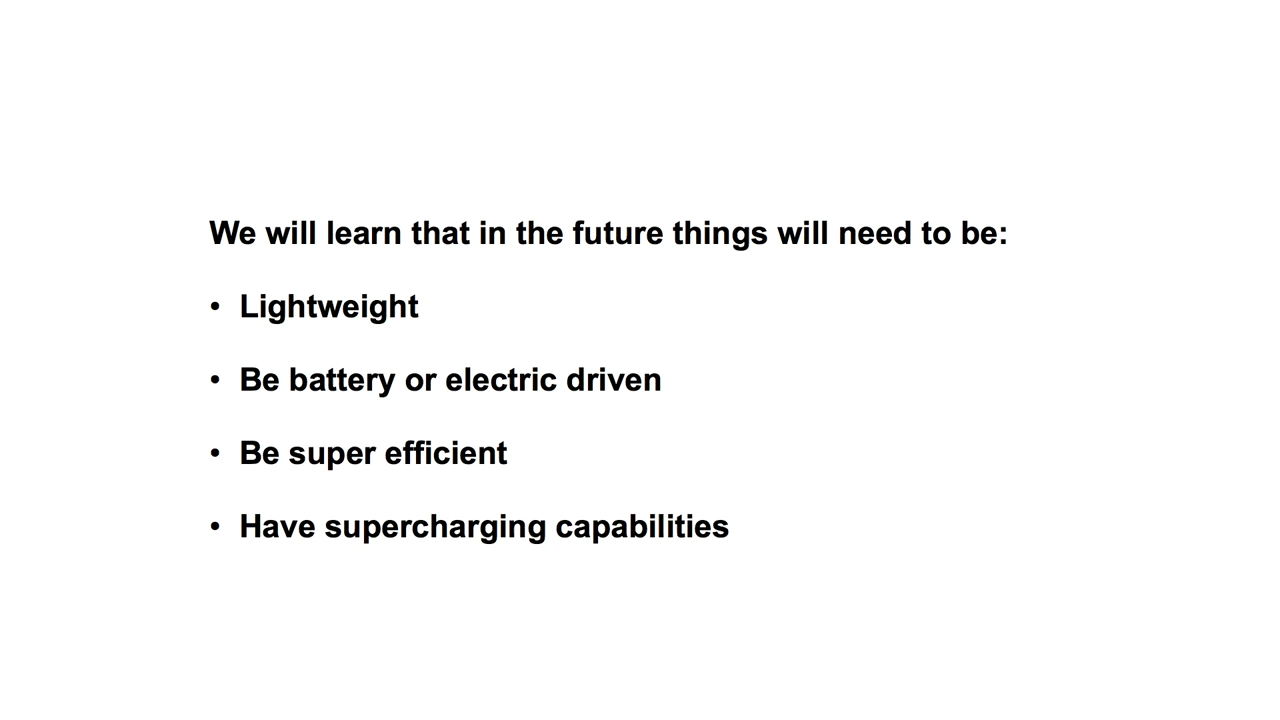 We will learn that in the future things will need to be:
• Lightweight
• Be battery or electric driven
• Be super efficient
• Have supercharging capabilities